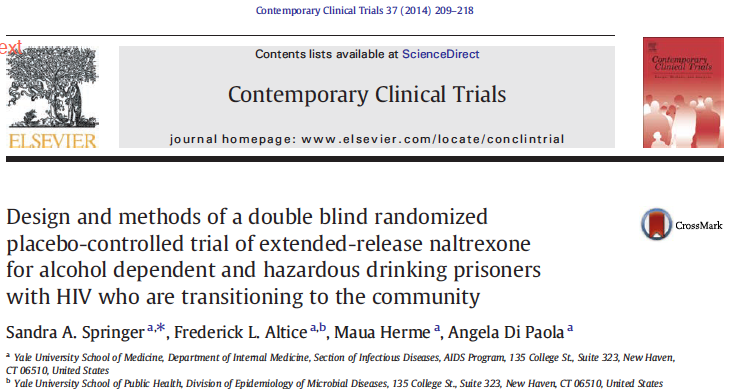 Contemporary Clinical Trials 37 (2014) 209–218
ext
Contents lists available at ScienceDirect
Contemporary Clinical Trials
journal homepage: www.elsevier.com/locate/conclintrial
ELSEVIER
Contemporary
Clinical Trials
Design and methods of a double blind randomized
placebo-controlled trial of extended-release naltrexone
for alcohol dependent and hazardous drinking prisoners
with HIV who are transitioning to the community
CrossMark
Sandra A. Springer a,*, Frederick L. Altice a,b, Maua Herme a, Angela Di Paola a
a Yale University School of Medicine, Department of Internal Medicine, Section of Infectious Diseases, AIDS Program, 135 College St., Suite 323, New Haven,
CT 06510, United States
b Yale University School of Public Health, Division of Epidemiology of Microbial Diseases, 135 College St., Suite 323, New Haven, CT 06510, United States